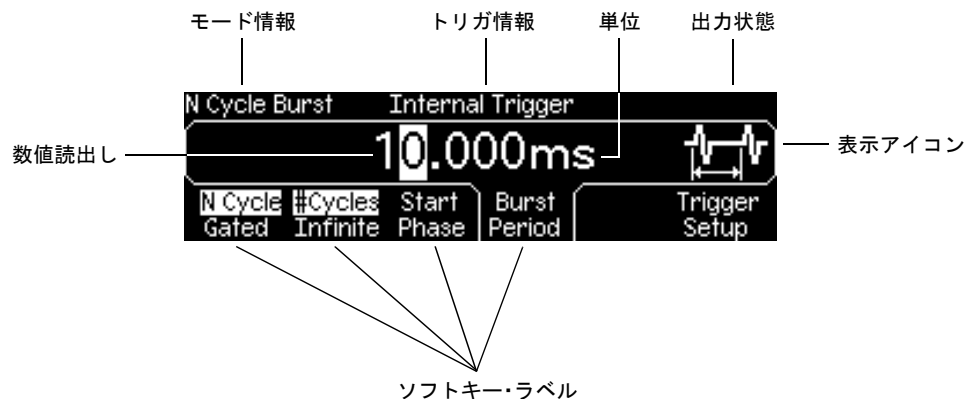 モード情報
トリガ情報
単位
出力状態
N Cycle Burst
Internal Trigger
数値読出し
10.000ms
表示アイコン
N Cycle #Cycles Start Burst Trigger
Gated Infinite Phase Period Setup
ソフトキー・ラベル